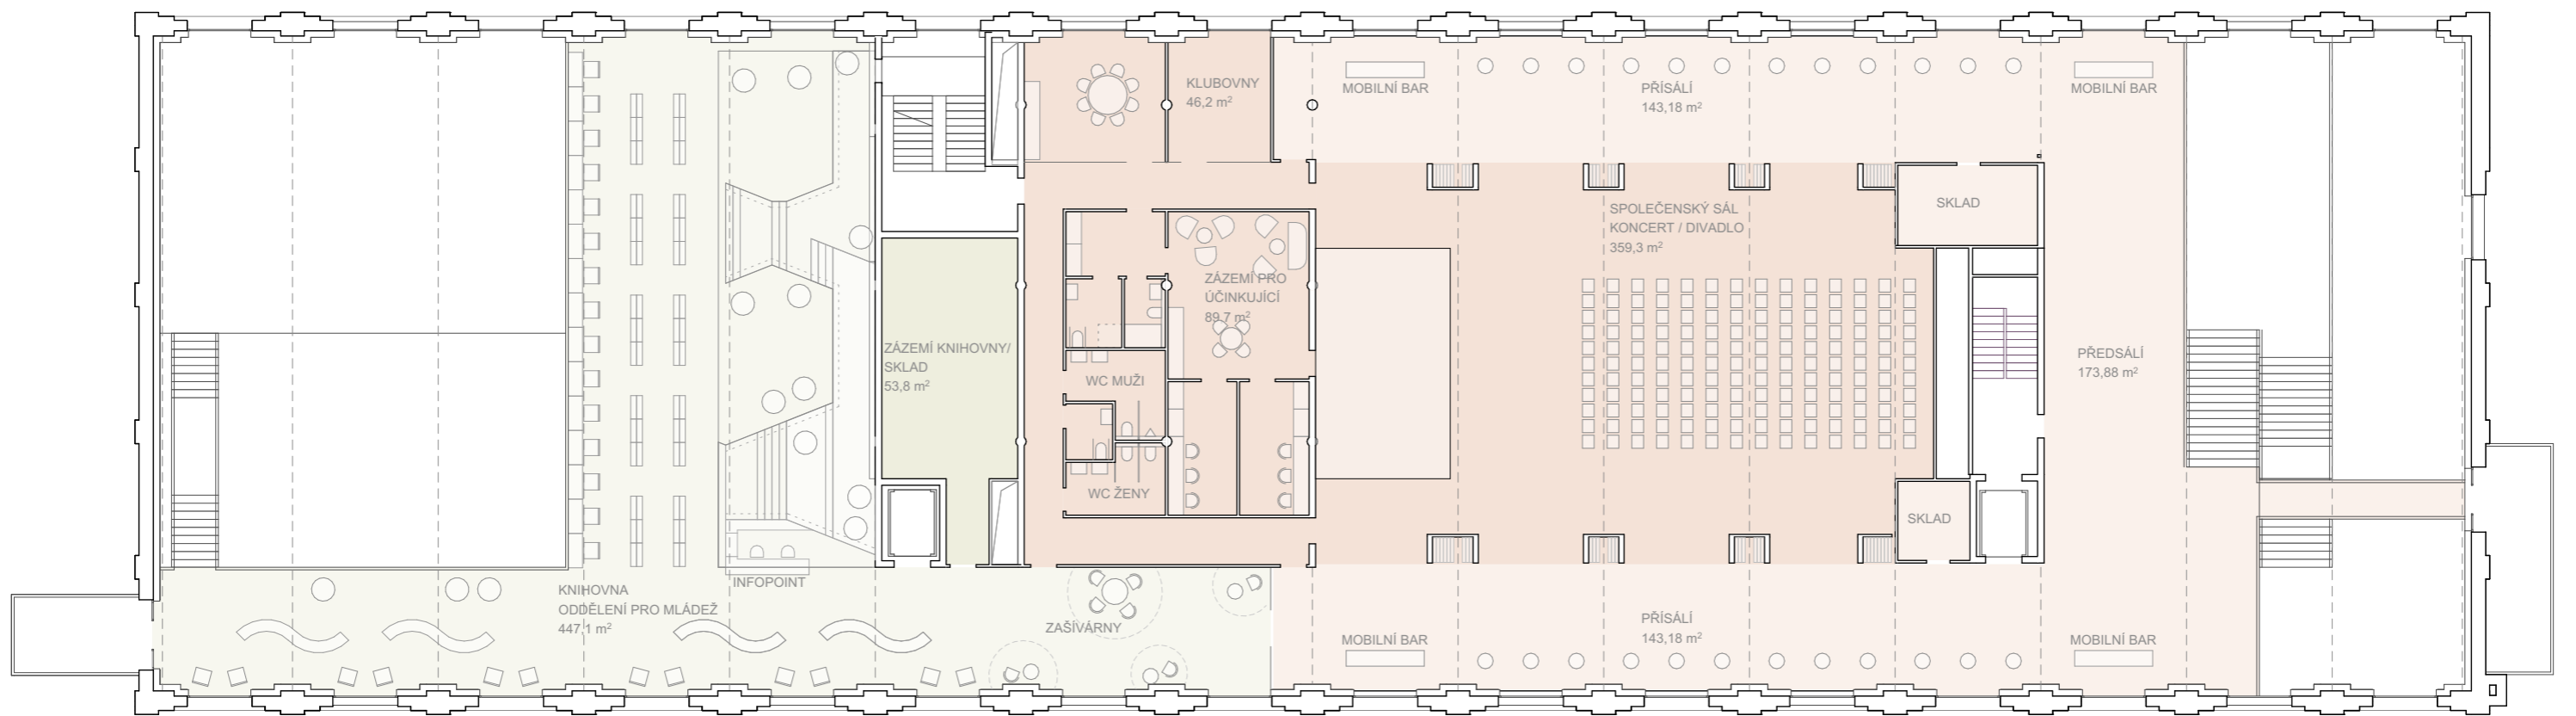 KLUBOVNY
46,2 m²
MOBILNÍ BAR
PŘÍSÁLÍ
143,18 m²
MOBILNÍ BAR
SPOLEČENSKÝ SÁL
KONCERT / DIVADLO
359,3 m²
SKLAD
ZÁZEMÍ PRO
ÚČINKUJÍCÍ
89,7 m²
ZÁZEMÍ KNIHOVNY/
SKLAD
53,8 m²
WC MUŽI
WC ŽENY
PŘEDSÁLÍ
173,88 m²
SKLAD
INFOPOINT
KNIHOVNA
ODDĚLENÍ PRO MLÁDEŽ
447,1 m²
ZAŠÍVÁRNY
MOBILNÍ BAR
PŘÍSÁLÍ
143,18 m²
MOBILNÍ BAR